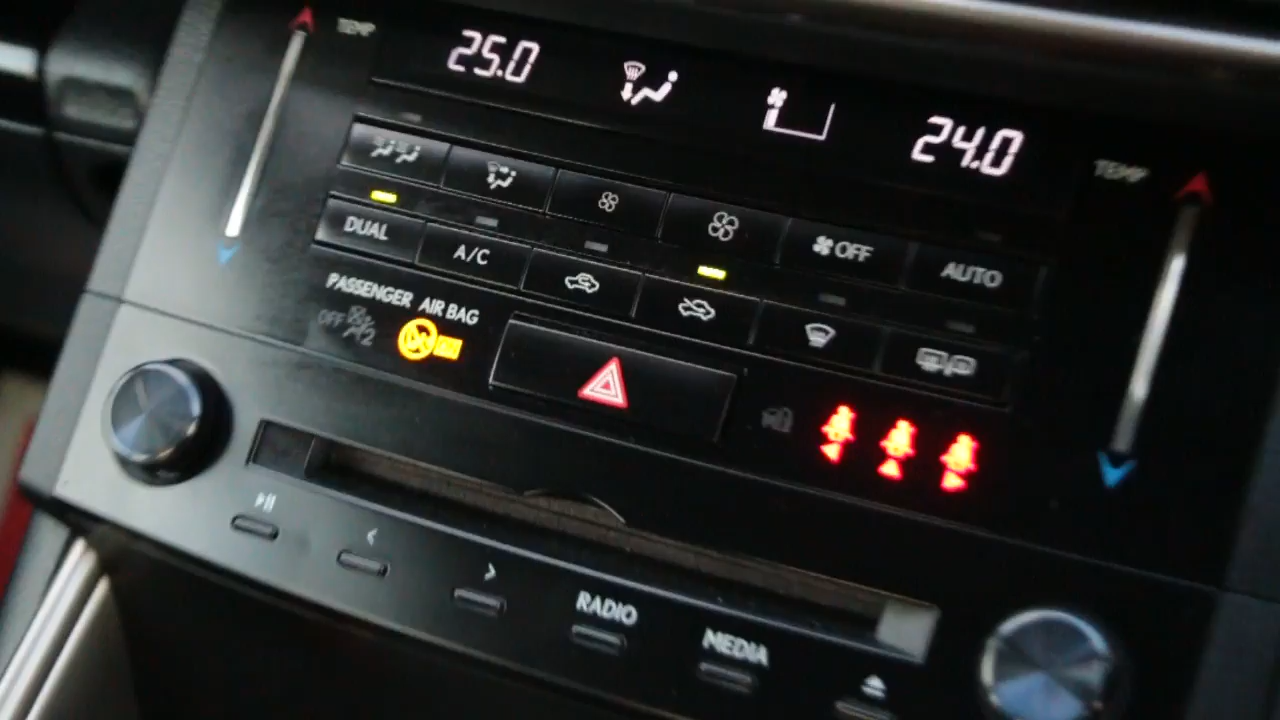 TEMP
25.0
24.0
TEMP
OFF
AUTO
DUAL
A/C
PASSENGER AIR BAG
OFF
RADIO
MEDIA